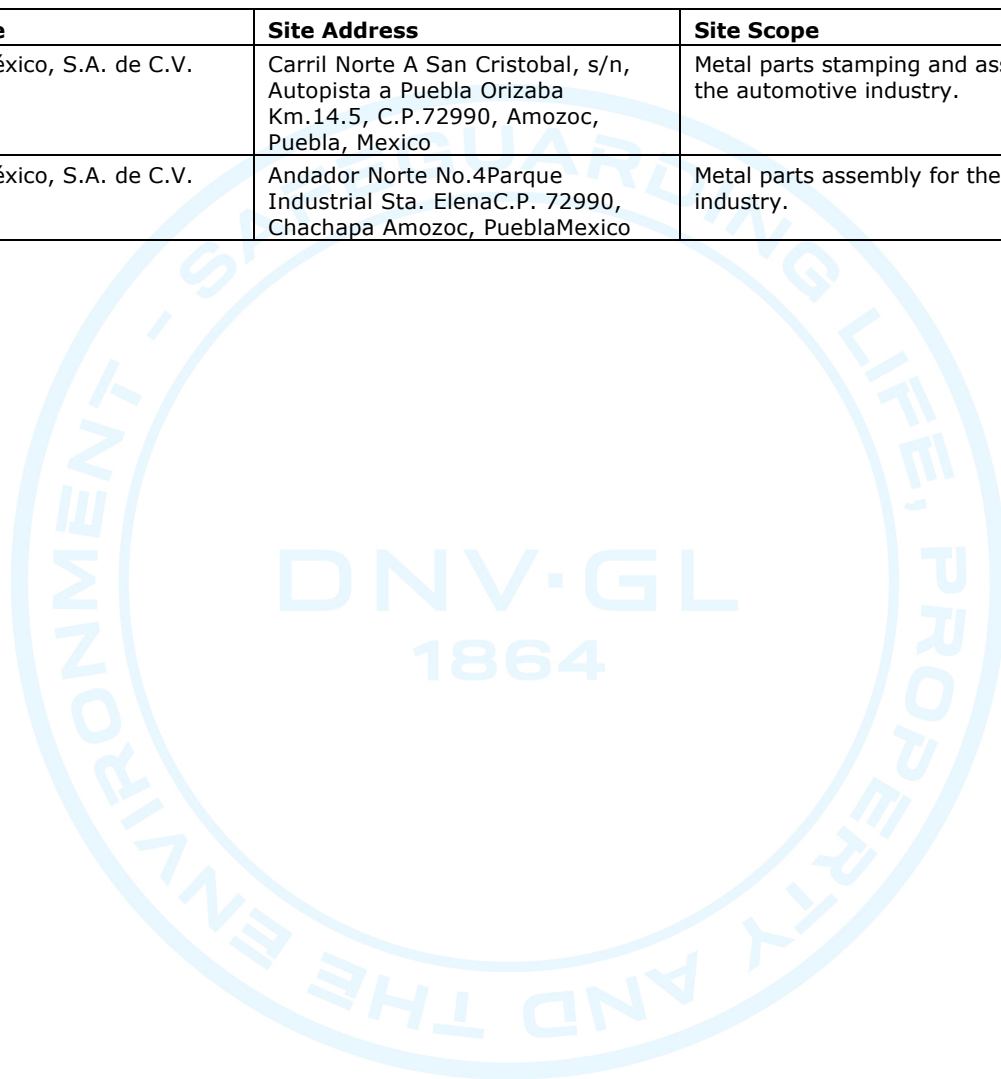 Site Address Site Scope
éxico, S.A. de C.V. Carril Norte A San Cristobal, s/n, Metal parts stamping and
Autopista a Puebla Orizaba the automotive industry.
Km.14.5, C.P.72990, Amozoc,
Puebla, Mexico
éxico, S.A. de C.V. Andador Norte No.4Parque Metal parts assembly for the
Industrial Sta. ElenaC.P. 72990, industry.
Chachapa Amozoc, PueblaMexico
SAFEGUARDING LIFE, PROPERTY AND THE ENVIRONMENT -
DNV·GL
1864